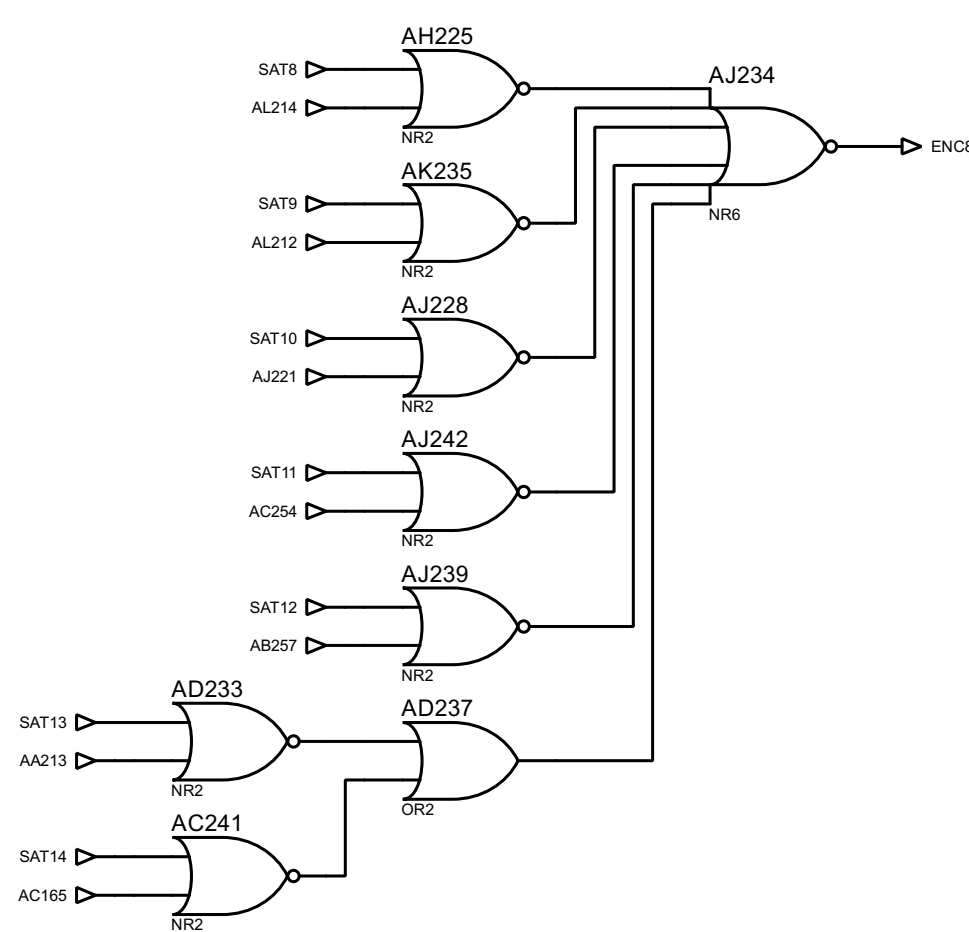 AH225
SAT8
AL214
NR2
AJ234
ENC8
NR6
AK235
SAT9
AL212
NR2
AJ228
SAT10
AJ221
NR2
AJ242
SAT11
AC254
NR2
AJ239
SAT12
AB257
NR2
AD233
SAT13
AA213
NR2
AD237
OR2
AC241
SAT14
AC165
NR2